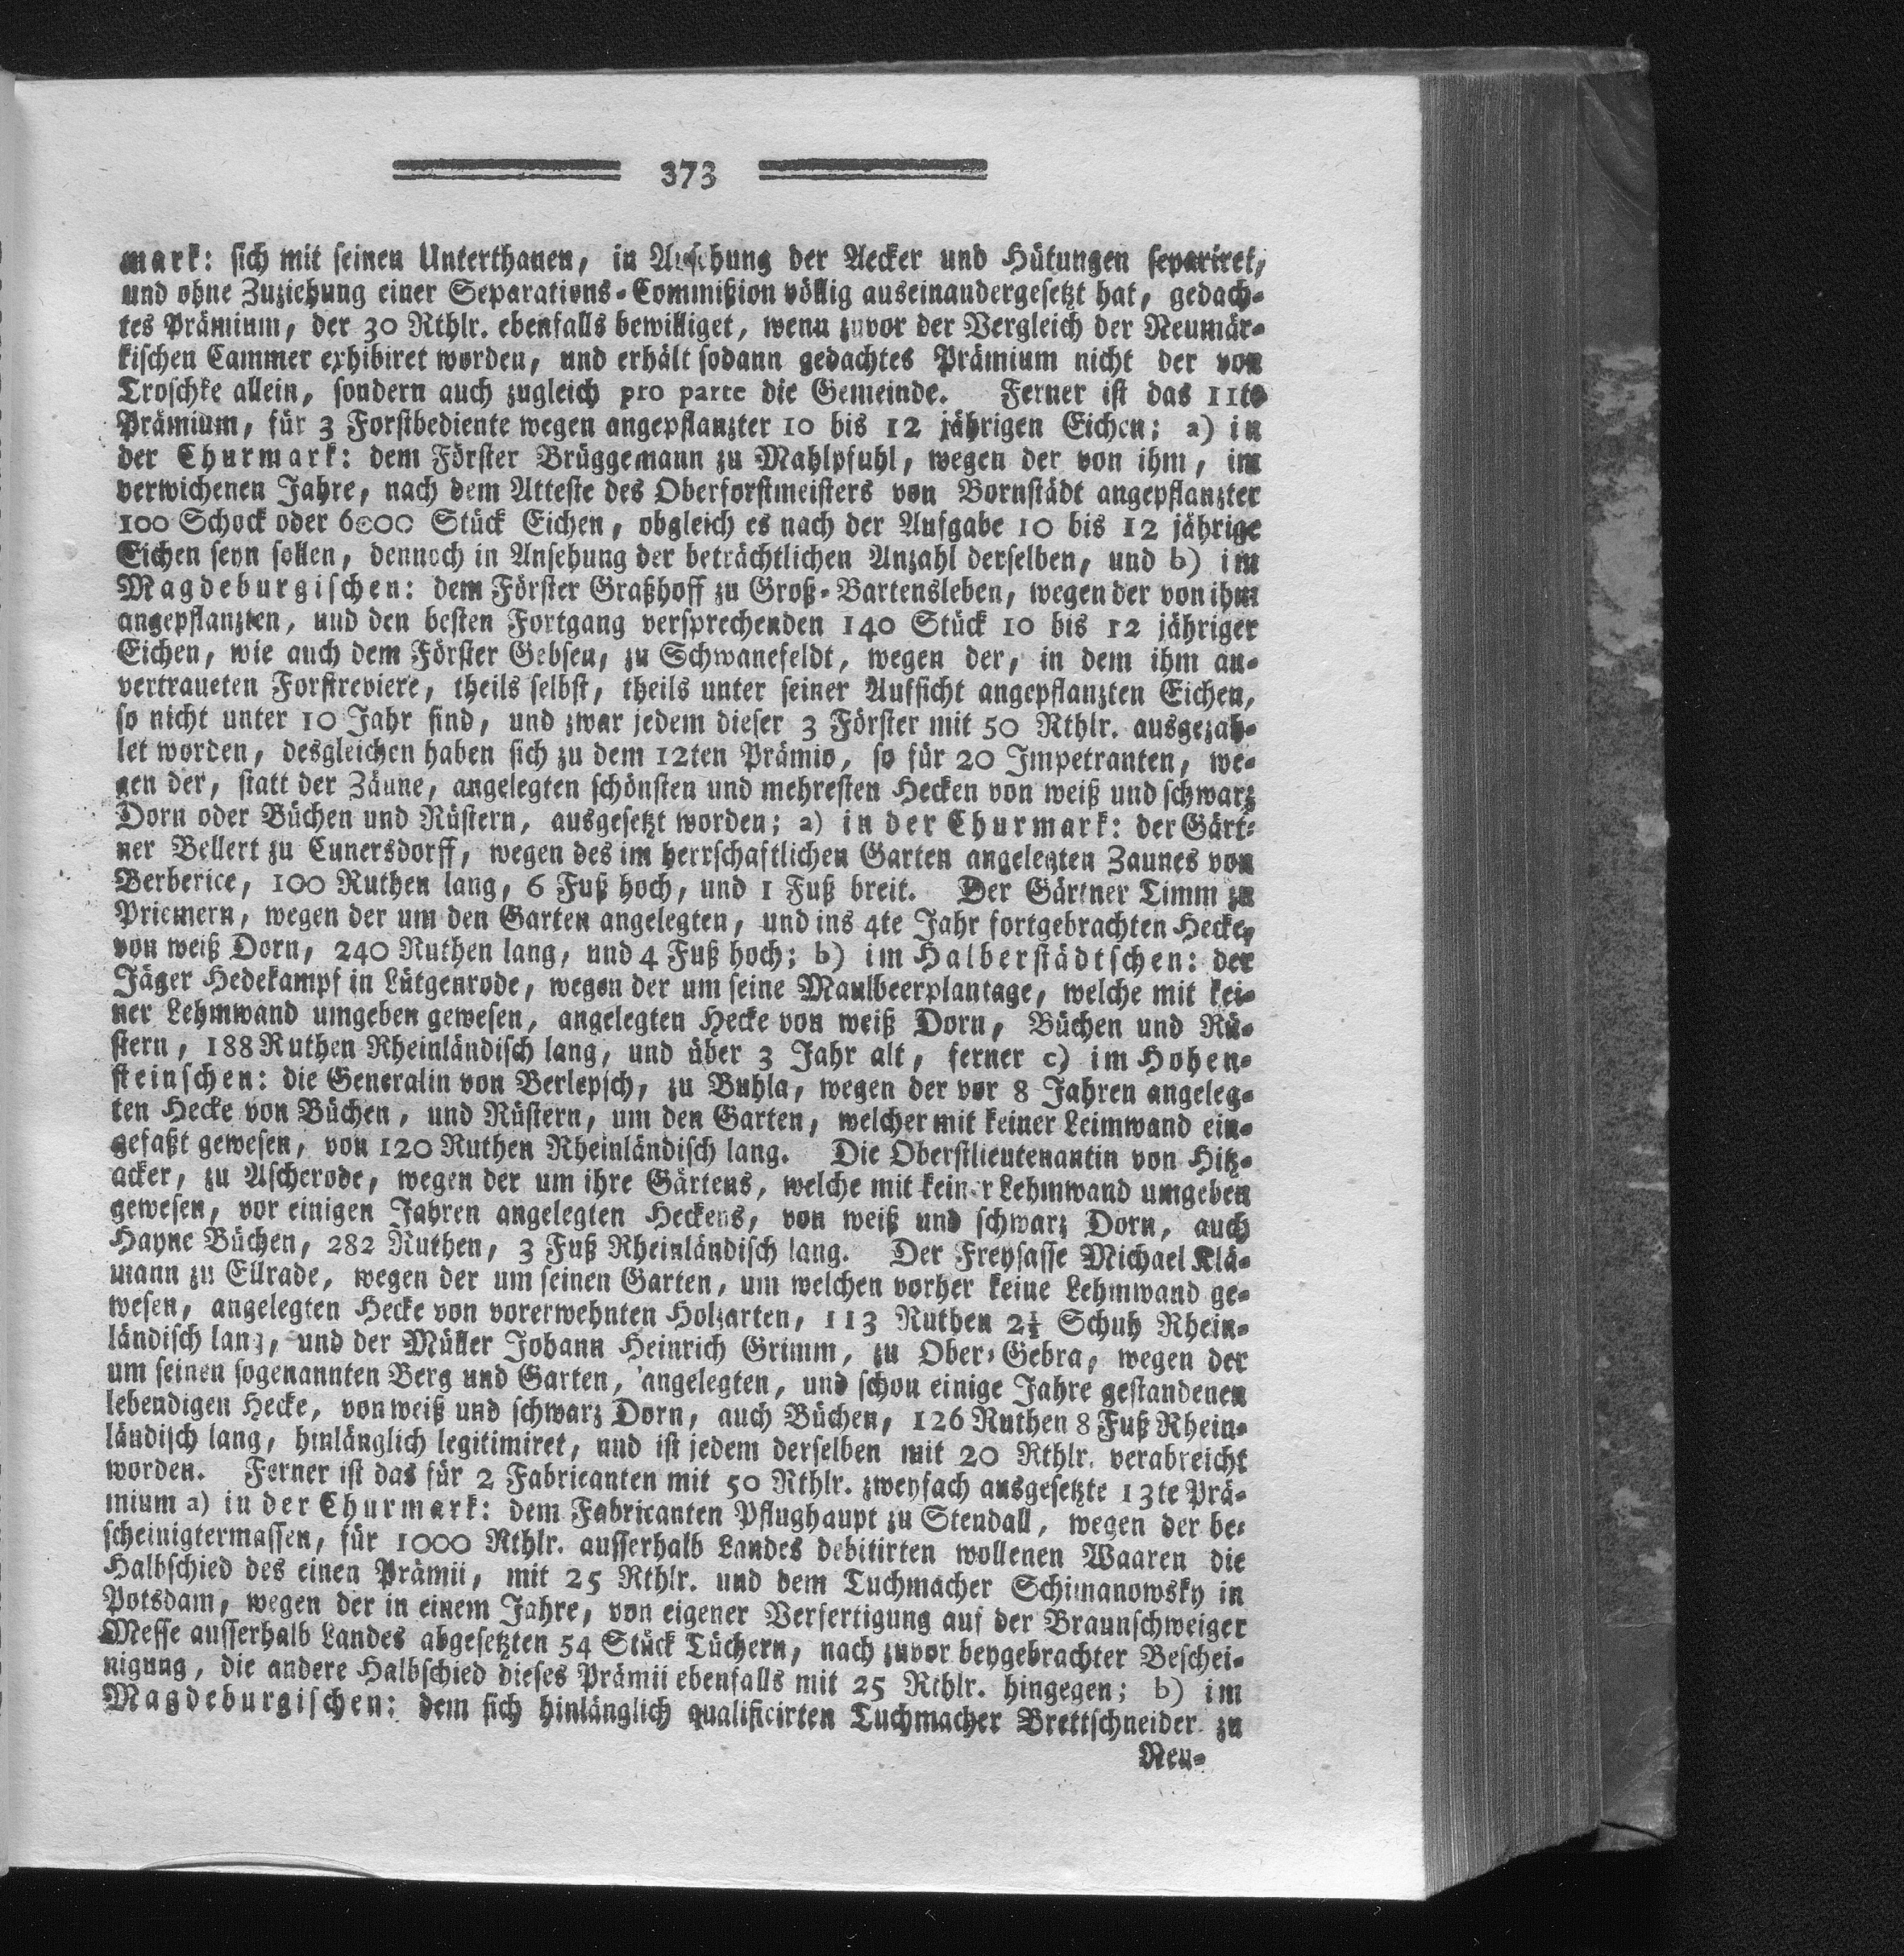 373
mark: sich mit seinen Unterthanen, in Ansehung der Aecker und Hütungen separiret,
und ohne Zuziehung einer Separations-Commißion völlig auseinandergesetzt hat, gedach-
tes Prämium, der 30 Rthlr. ebenfalls bewilliget, wenn zuvor der Vergleich der Neumär-
kischen Cammer exhibiret worden, und erhält sodann gedachtes Prämium nicht der von
Troschke allein, sondern auch zugleich pro parte die Gemeinde. Ferner ist das 11te
Prämium, für 3 Forstbediente wegen angepflanzter 10 bis 12 jährigen Eichen; a) in
der Churmark: dem Förster Brüggemann zu Mahlpfuhl, wegen der von ihm, im
verwichenen Jahre, nach dem Atteste des Oberforstmeisters von Bornstädt angepflanzter
100 Schock oder 6000 Stück Eichen, obgleich es nach der Aufgabe 10 bis 12 jährige
Eichen seyn sollen, dennoch in Ansehung der beträchtlichen Anzahl derselben, und b) im
Magdeburgischen: dem Förster Graßhoff zu Groß-Bartensleben, wegen der von ihm
angepflanzten, und den besten Fortgang versprechenden 140 Stück 10 bis 12 jähriger
Eichen, wie auch dem Förster Gebsen, zu Schwanefeldt, wegen der, in dem ihm an-
vertraueten Forstreviere, theils selbst, theils unter seiner Aufsicht angepflanzten Eichen,
so nicht unter 10 Jahr sind, und zwar jedem dieser 3 Förster mit 50 Rthlr. ausgezah-
let worden, desgleichen haben sich zu dem 12ten Prämio, so für 20 Impetranten, we-
gen der, statt der Zäune, angelegten schönsten und mehresten Hecken von weiß und schwarz
Dorn oder Büchen und Rüstern, ausgesetzt worden; a) in der Churmark: der Gärt-
ner Bellert zu Cunersdorff, wegen des im herrschaftlichen Garten angelegten Zaunes von
Berberice, 100 Ruthen lang, 6 Fuß hoch, und 1 Fuß breit. Der Gärtner Timm zu
Priemern, wegen der um den Garten angelegten, und ins 4te Jahr fortgebrachten Hecke,
von weiß Dorn, 240 Ruthen lang, und 4 Fuß hoch; b) im Halberstädtschen: der
Jäger Hedekampf in Lütgenrode, wegen der um seine Maulbeerplantage, welche mit kei-
ner Lehmwand umgeben gewesen, angelegten Hecke von weiß Dorn, Büchen und Rü-
stern, 188 Ruthen Rheinländisch lang, und über 3 Jahr alt, ferner c) im Hohen-
steinschen: die Generalin von Berlepsch, zu Buhla, wegen der vor 8 Jahren angeleg-
ten Hecke von Büchen, und Rüstern, um den Garten, welcher mit keiner Leimwand ein-
gefaßt gewesen, von 120 Ruthen Rheinländisch lang. Die Oberstlieutenantin von Hitz-
acker, zu Ascherode, wegen der um ihre Gärtens, welche mit keiner Lehmwand umgeben
gewesen, vor einigen Jahren angelegten Heckens, von weiß und schwarz Dorn, auch
Hayne Büchen, 282 Ruthen, 3 Fuß Rheinländisch lang. Der Freysasse Michael Klä-
mann zu Ellrade, wegen der um seinen Garten, um welchen vorher keine Lehmwand ge-
wesen, angelegten Hecke von vorerwehnten Holzarten, 113 Ruthen 2½ Schuh Rhein-
ländisch lang, und der Müller Johann Heinrich Grimm, zu Ober-Gebra, wegen der
um seinen sogenannten Berg und Garten, angelegten, und schon einige Jahre gestandenen
lebendigen Hecke, von weiß und schwarz Dorn, auch Büchen, 126 Ruthen 8 Fuß Rhein-
ländisch lang, hinlänglich legitimiret, und ist jedem derselben mit 20 Rthlr. verabreicht
worden. Ferner ist das für 2 Fabricanten mit 50 Rthlr. zweyfach ausgesetzte 13te Prä-
mium a) in der Churmark: dem Fabricanten Pflughaupt zu Stendall, wegen der be-
scheinigtermassen, für 1000 Rthlr. ausserhalb Landes debitirten wollenen Waaren die
Halbschied des einen Prämii, mit 25 Rthlr. und dem Tuchmacher Schimanowsky in
Potsdam, wegen der in einem Jahre, von eigener Verfertigung auf der Braunschweiger
Messe ausserhalb Landes abgesetzten 54 Stück Tüchern, nach zuvor beygebrachter Beschei-
nigung, die andere Halbschied dieses Prämii ebenfalls mit 25 Rthlr. hingegen; b) im
Magdeburgischen: dem sich hinlänglich qualificirten Tuchmacher Brettschneider zu
Neu-